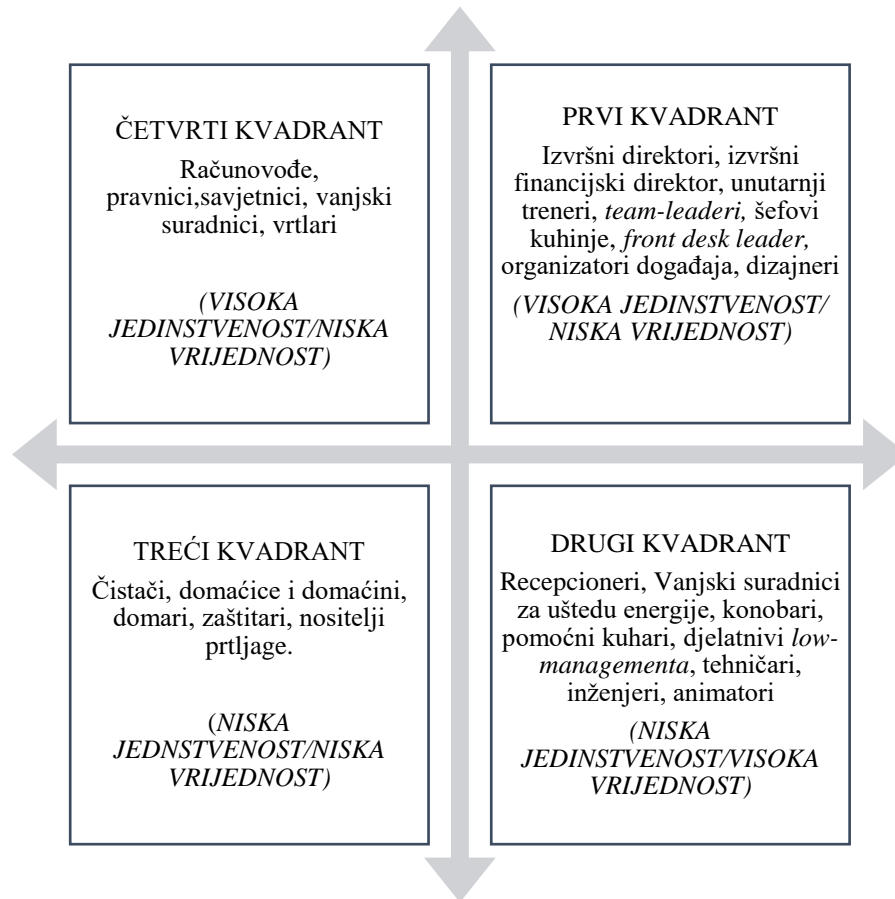 ČETVRTI KVADRANT
Računovođe,
pravnici,savjetnici, vanjski
suradnici, vrtlari
(VISOKA
JEDINSTVENOST/NISKA
VRIJEDNOST)
PRVI KVADRANT
Izvršni direktori, izvršni
financijski direktor, unutarnji
treneri, team-leaderi, šefovi
kuhinje, front desk leader,
organizatori događaja, dizajneri
(VISOKA JEDINSTVENOST/
NISKA VRIJEDNOST)
TREĆI KVADRANT
Čistači, domaćice i domaćini,
domari, zaštitari, nositelji
prtljage.
(NISKA
JEDNSTVENOST/NISKA
VRIJEDNOST)
DRUGI KVADRANT
Recepcioneri, Vanjski suradnici
za uštedu energije, konobari,
pomoćni kuhari, djelatnivi low-
managementa, tehničari,
inženjeri, animatori
(NISKA
JEDINSTVENOST/VISOKA
VRIJEDNOST)